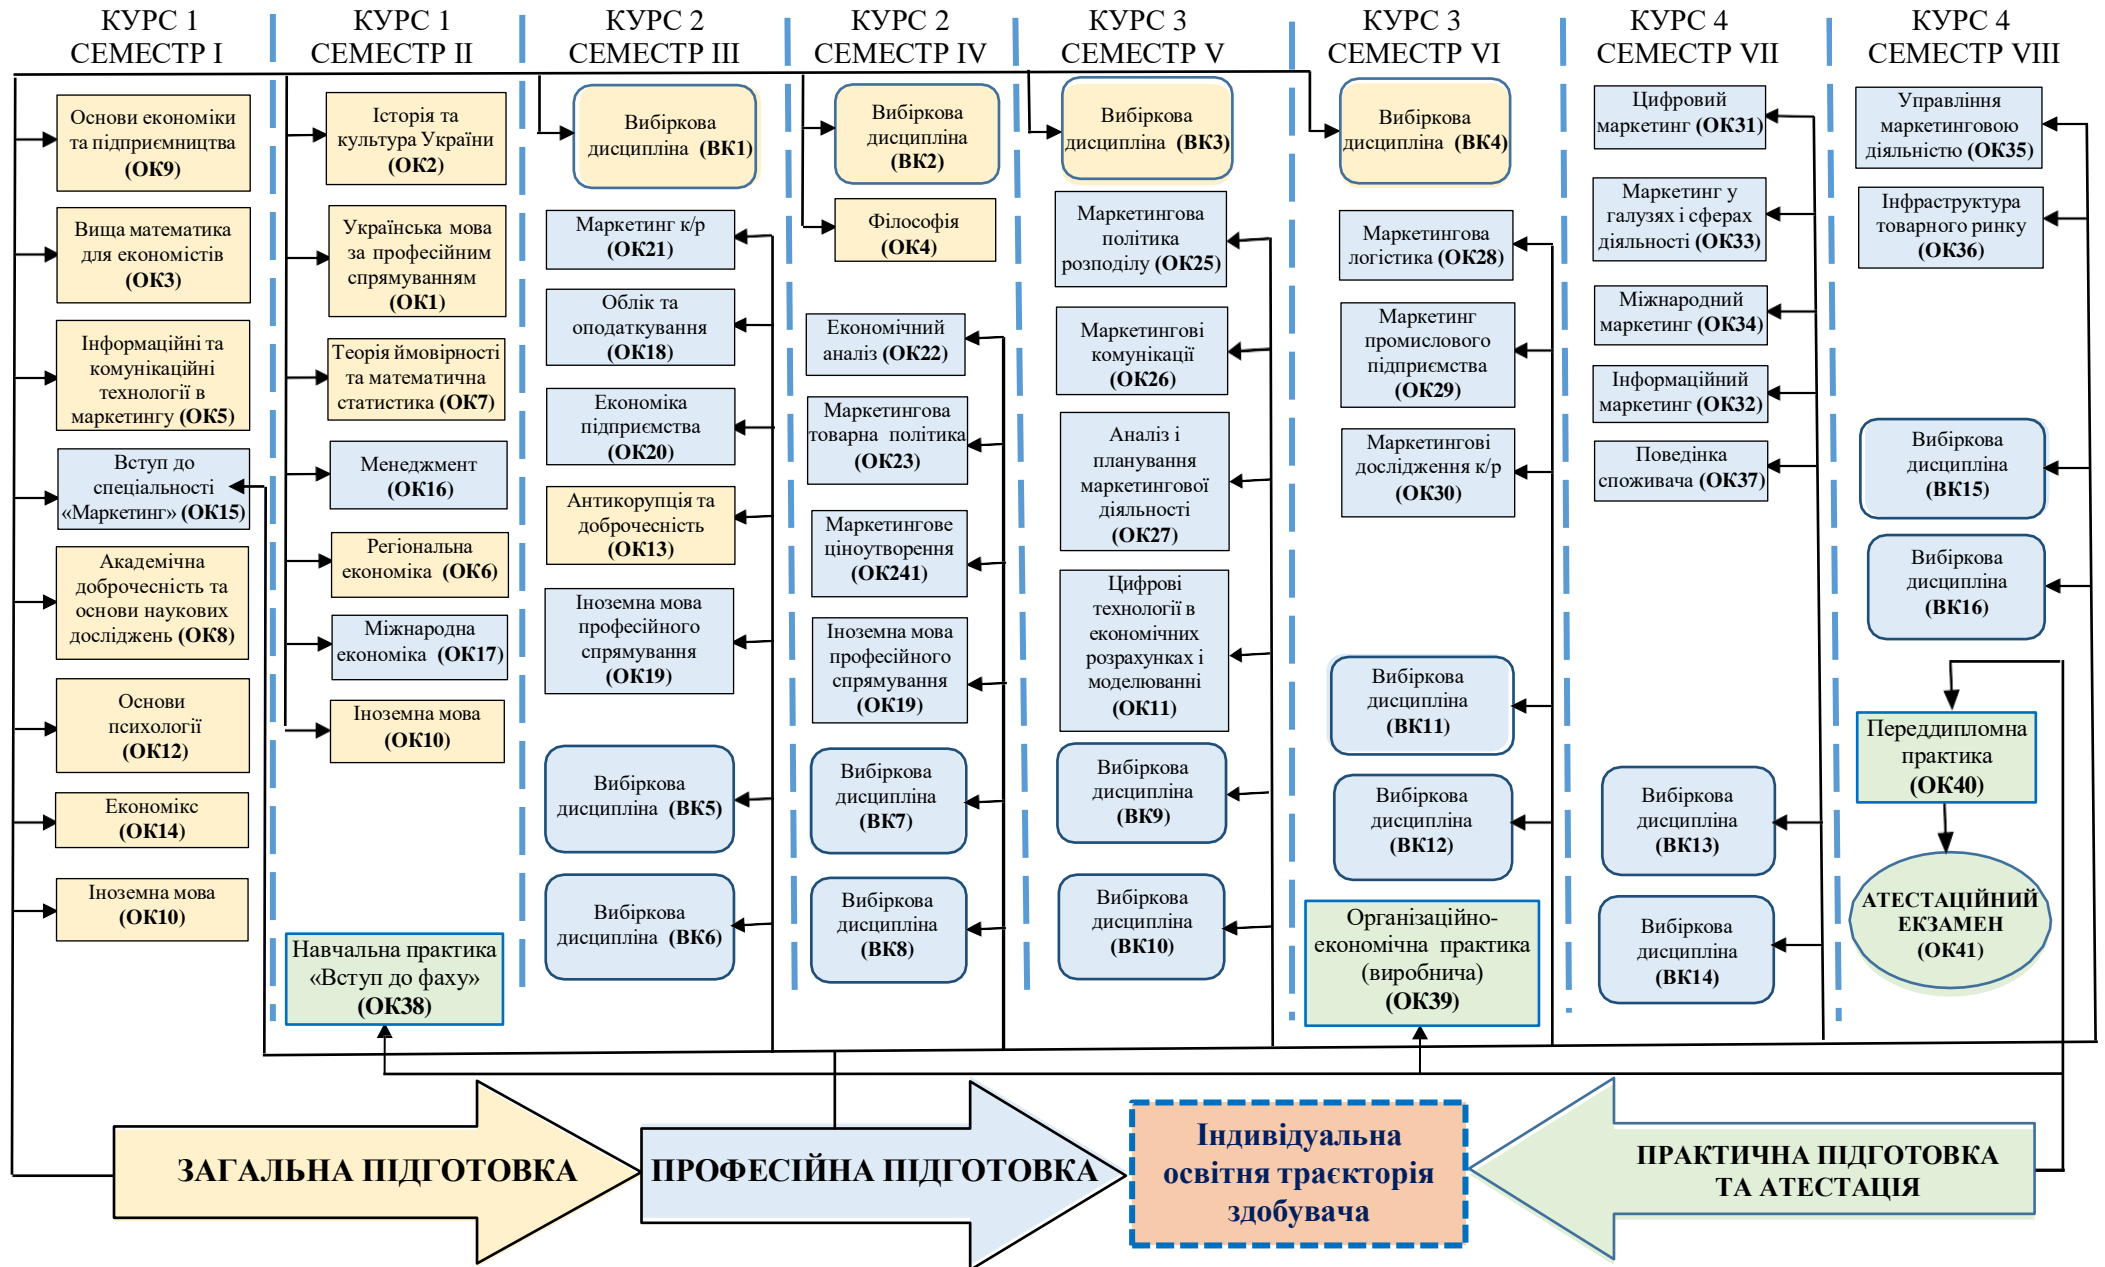 КУРС 1
СЕМЕСТР I
КУРС 1
СЕМЕСТР II
КУРС 2
СЕМЕСТР III
КУРС 2
СЕМЕСТР IV
КУРС 3
СЕМЕСТР V
КУРС 3
СЕМЕСТР VI
КУРС 4
СЕМЕСТР VII
КУРС 4
СЕМЕСТР VIII
Основи економіки
та підприємництва
(ОК9)
Вища математика
для економістів
(ОК3)
Інформаційні та
комунікаційні
технології в
маркетингу (ОК5)
Вступ до
спеціальності
«Маркетинг» (ОК15)
Академічна
доброчесність та
основи наукових
досліджень (ОК8)
Основи
психології
(ОК12)
Економікс
(ОК14)
Іноземна мова
(ОК10)
Історія та
культура України
(ОК2)
Українська мова
за професійним
спрямуванням
(ОК1)
Теорія ймовірності
та математична
статистика (ОК7)
Менеджмент
(ОК16)
Регіональна
економіка (ОК6)
Міжнародна
економіка (ОК17)
Іноземна мова
(ОК10)
Навчальна практика
«Вступ до фаху»
(ОК38)
Вибіркова
дисципліна (ВК1)
Маркетинг к/р
(ОК21)
Облік та
оподаткування
(ОК18)
Економіка
підприємства
(ОК20)
Антикорупція та
доброчесність
(ОК13)
Іноземна мова
професійного
спрямування
(ОК19)
Вибіркова
дисципліна (ВК5)
Вибіркова
дисципліна (ВК6)
Вибіркова
дисципліна
(ВК2)
Філософія
(ОК4)
Економічний
аналіз (ОК22)
Маркетингова
товарна політика
(ОК23)
Маркетингове
ціноутворення
(ОК241)
Іноземна мова
професійного
спрямування
(ОК19)
Вибіркова
дисципліна
(ВК7)
Вибіркова
дисципліна
(ВК8)
Вибіркова
дисципліна (ВК3)
Маркетингова
політика
розподілу (ОК25)
Маркетингові
комунікації
(ОК26)
Аналіз і
планування
маркетингової
діяльності
(ОК27)
Цифрові
технології в
економічних
розрахунках і
моделюванні
(ОК11)
Вибіркова
дисципліна
(ВК9)
Вибіркова
дисципліна
(ВК10)
Вибіркова
дисципліна (ВК4)
Маркетингова
логістика (ОК28)
Маркетинг
промислового
підприємства
(ОК29)
Маркетингові
дослідження к/р
(ОК30)
Вибіркова
дисципліна
(ВК11)
Вибіркова
дисципліна
(ВК12)
Організаційно-
економічна практика
(виробнича)
(ОК39)
Цифровий
маркетинг (ОК31)
Маркетинг у
галузях і сферах
діяльності (ОК33)
Міжнародний
маркетинг (ОК34)
Інформаційний
маркетинг (ОК32)
Поведінка
споживача (ОК37)
Вибіркова
дисципліна
(ВК13)
Вибіркова
дисципліна
(ВК14)
Управління
маркетинговою
діяльністю (ОК35)
Інфраструктура
товарного ринку
(ОК36)
Вибіркова
дисципліна
(ВК15)
Вибіркова
дисципліна
(ВК16)
Переддипломна
практика
(ОК40)
АТЕСТАЦІЙНИЙ
ЕКЗАМЕН
(ОК41)
ЗАГАЛЬНА ПІДГОТОВКА
ПРОФЕСІЙНА ПІДГОТОВКА
Індивідуальна
освітня траєкторія
здобувача
ПРАКТИЧНА ПІДГОТОВКА
ТА АТЕСТАЦІЯ